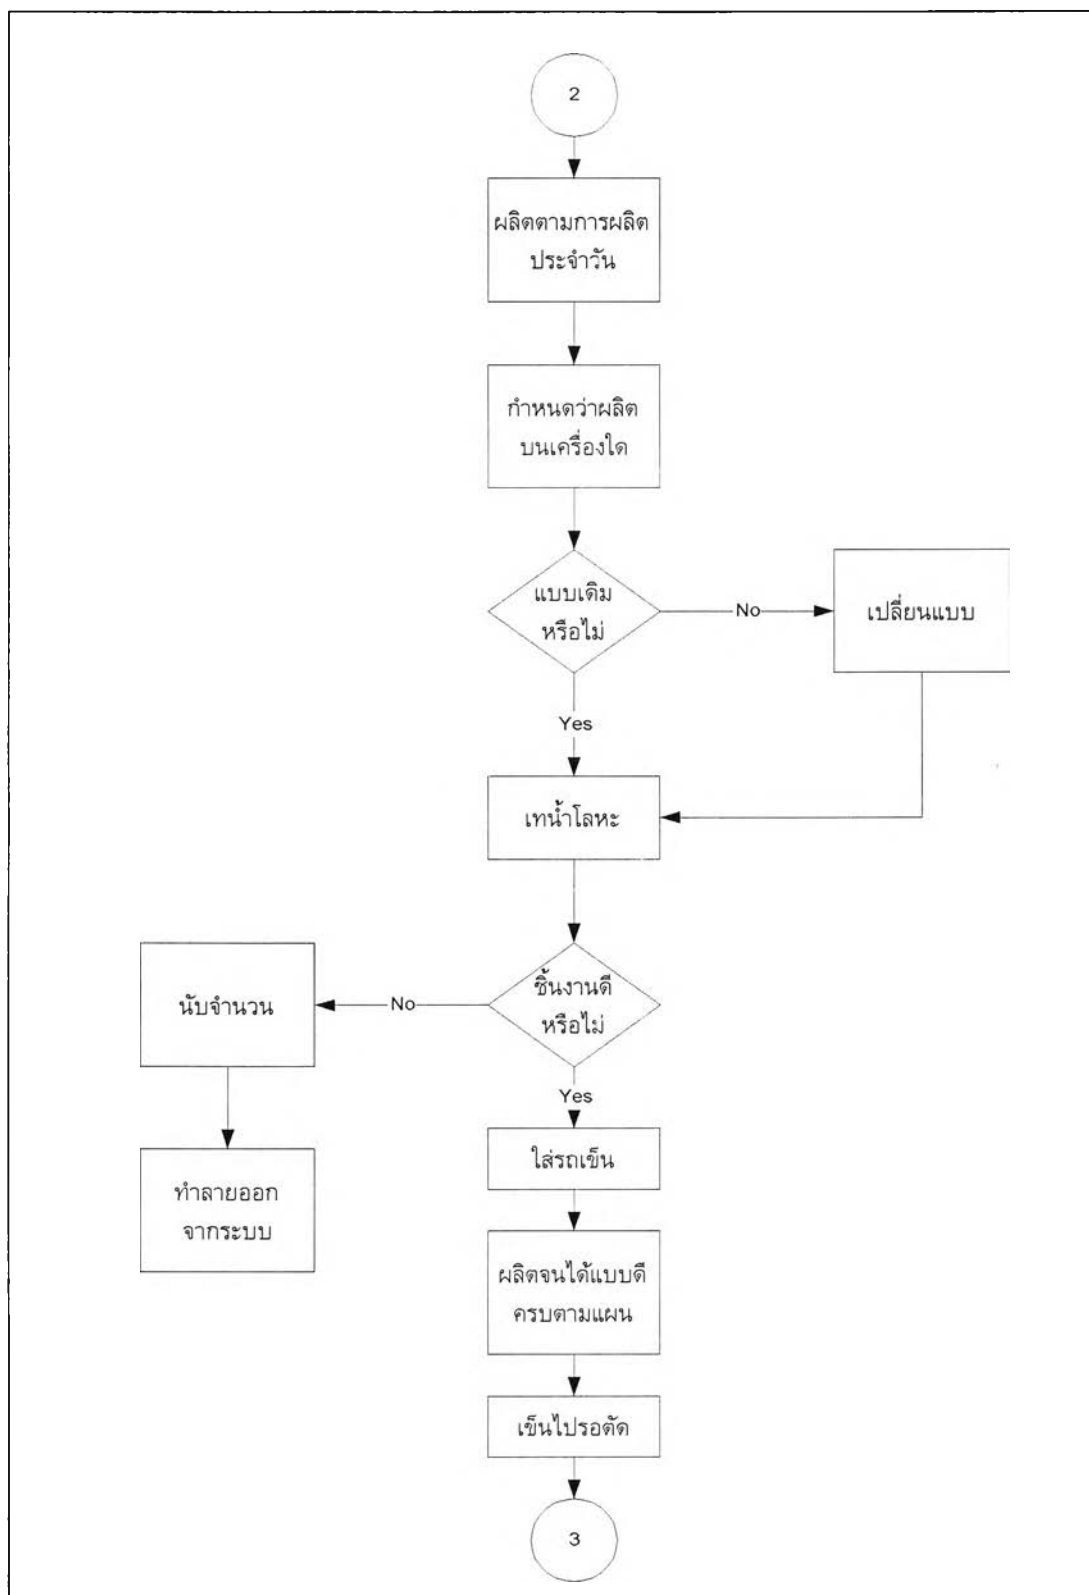 2
ผลิตตามการผลิต
ประจำวัน
กำหนดว่าผลิต
บนเครื่องใด
แบบเดิม
หรือไม่
No
เปลี่ยนแบบ
Yes
เทน้ำโลหะ
ชิ้นงานดี
หรือไม่
No
นับจำนวน
Yes
ใส่รถเข็น
ทำลายออก
จากระบบ
ผลิตจนได้แบบดี
ครบตามแผน
เข็นไปรอตัด
3